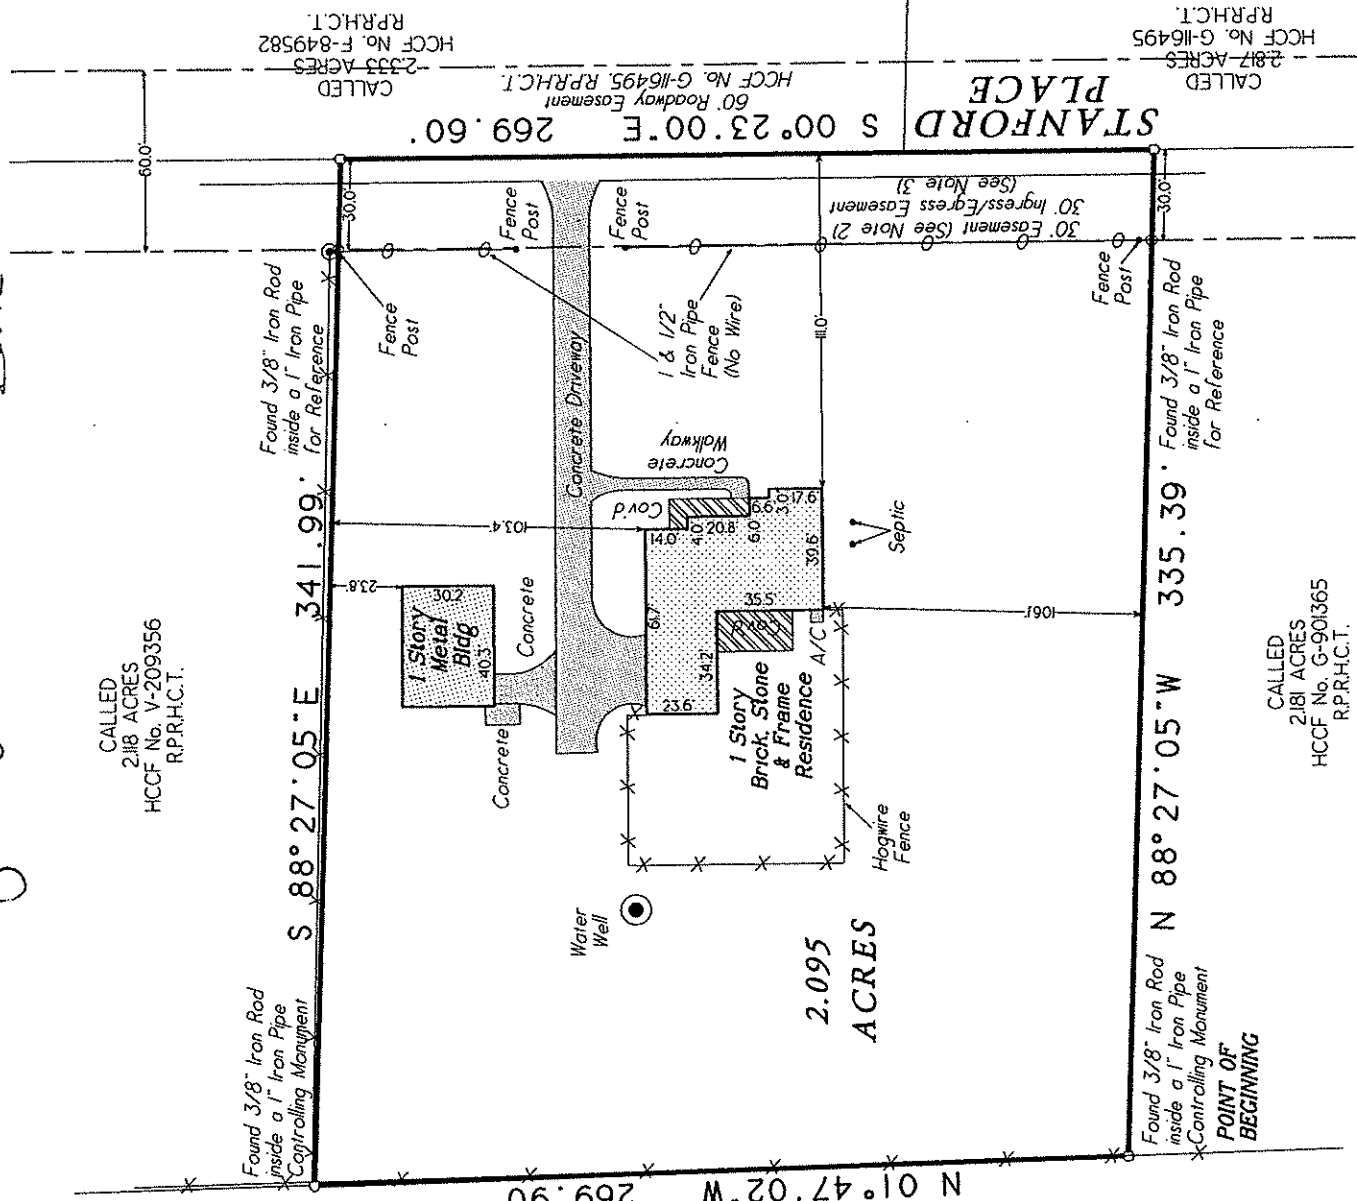 CALLED
2.333 ACRES
HCCF No. F-849582
R.P.R.H.C.T.
CALLED
2.817 ACRES
HCCF No. G-116495
R.P.R.H.C.T.
60' Roadway Easement
HCCF No. G-116495, R.P.R.H.C.T.
STANFORD
PLACE
S 00°23'00"E 269.60'
60.0'
30.0'
30.0'
30' Easement (See Note 2)
30' Ingress/Egress Easement
(See Note 3)
Fence
Post
Fence
Post
Fence
Post
Fence
Post
Found 3/8" Iron Rod
inside a 1" Iron Pipe
for Reference
Found 3/8" Iron Rod
inside a 1" Iron Pipe
for Reference
1 & 1/2"
Iron Pipe
Fence
(No Wire)
111.0'
Concrete Driveway
Concrete
Walkway
Cov'd
103.4'
23.8'
14.0'
4.0'
20.8'
6.0'
6.6'
3.0'
17.6'
39.6'
35.5'
61.7'
34.2'
23.6'
Cov'd
A/C
Septic
106.1'
1 Story
Metal
Bldg
30.2'
40.3'
Concrete
Concrete
1 Story
Brick, Stone
& Frame
Residence
Hogwire
Fence
Water
Well
2.095
ACRES
S 88°27'05"E 341.99'
N 88°27'05"W 335.39'
CALLED
2.118 ACRES
HCCF No. V-209356
R.P.R.H.C.T.
CALLED
2.181 ACRES
HCCF No. G-901365
R.P.R.H.C.T.
Found 3/8" Iron Rod
inside a 1" Iron Pipe
Controlling Monument
Found 3/8" Iron Rod
inside a 1" Iron Pipe
Controlling Monument
POINT OF
BEGINNING
N 01°47'02"W 269.90